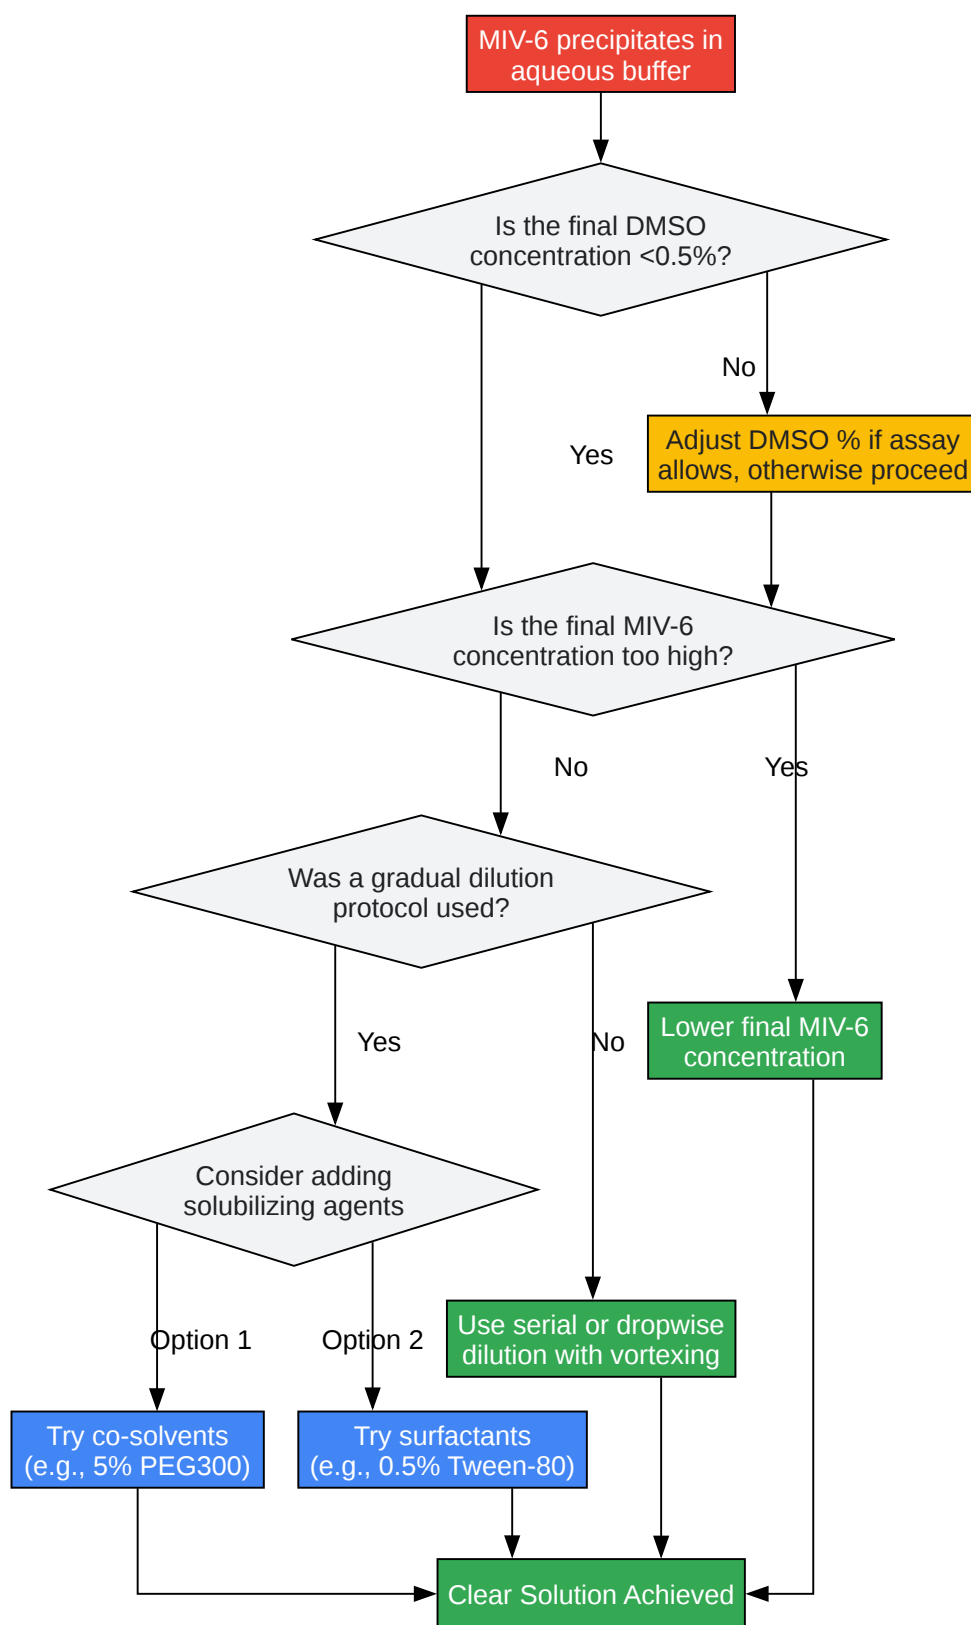 MIV-6 precipitates in
aqueous buffer
Is the final DMSO
concentration <0.5%?
No
Yes
Adjust DMSO % if assay
allows, otherwise proceed
Is the final MIV-6
concentration too high?
No
Yes
Was a gradual dilution
protocol used?
Yes
No
Lower final MIV-6
concentration
Consider adding
solubilizing agents
Option 1
Option 2
Use serial or dropwise
dilution with vortexing
Try co-solvents
(e.g., 5% PEG300)
Try surfactants
(e.g., 0.5% Tween-80)
Clear Solution Achieved